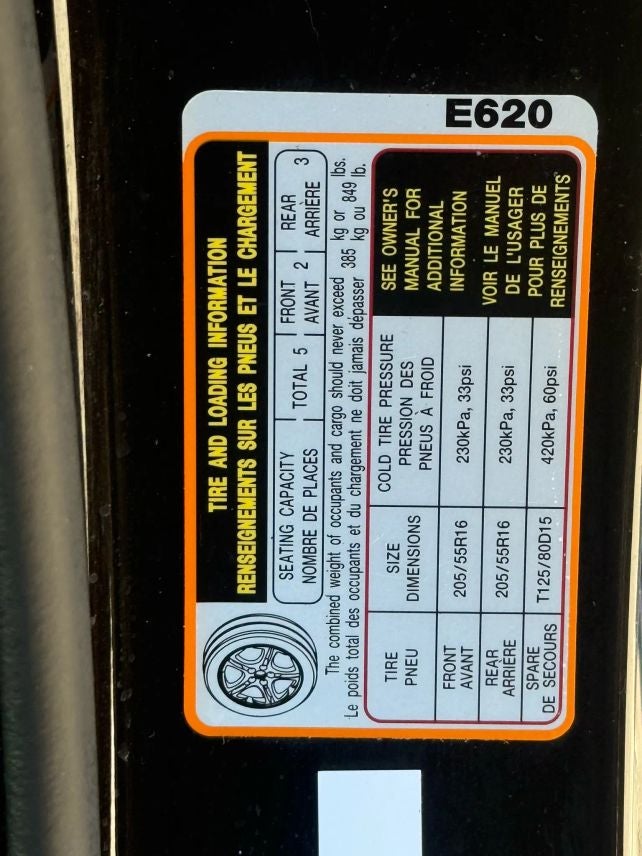 E620
TIRE AND LOADING INFORMATION
RENSEIGNEMENTS SUR LES PNEUS ET LE CHARGEMENT
SEATING CAPACITY TOTAL 5 FRONT 2 REAR 3
NOMBRE DE PLACES AVANT ARRIÈRE
The combined weight of occupants and cargo should never exceed 385 kg or lbs.
Le poids total des occupants et du chargement ne doit jamais dépasser kg ou 849 lb.
TIRE SIZE COLD TIRE PRESSURE
PNEU DIMENSIONS PRESSION DES
PNEUS À FROID
FRONT 205/55R16 230kPa, 33psi
AVANT
REAR 205/55R16 230kPa, 33psi
ARRIÈRE
SPARE T125/80D15 420kPa, 60psi
DE SECOURS
SEE OWNER'S
MANUAL FOR
ADDITIONAL
INFORMATION
VOIR LE MANUEL
DE L'USAGER
POUR PLUS DE
RENSEIGNEMENTS